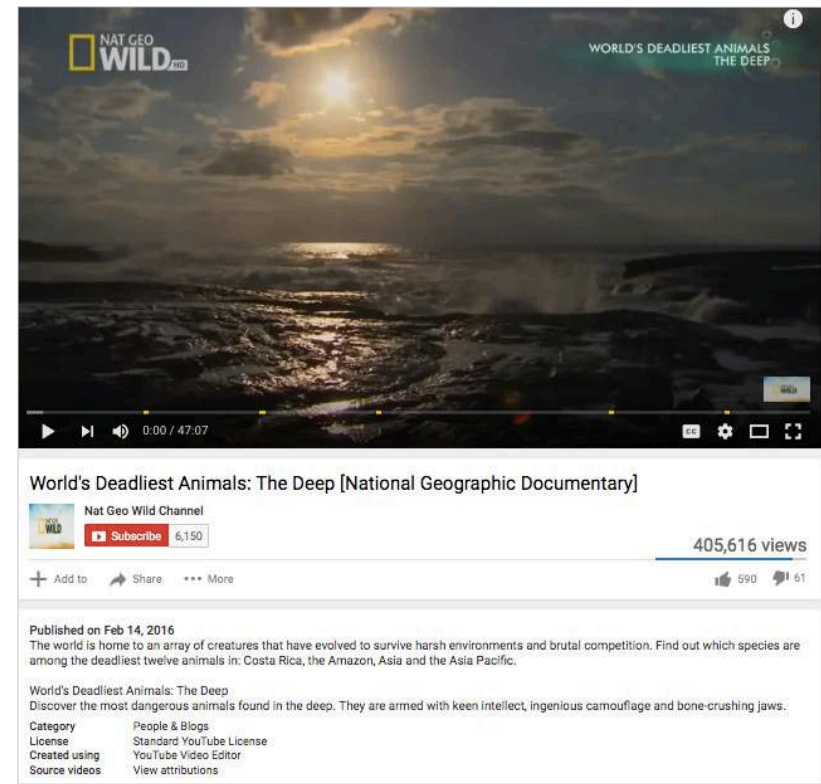 NAT GEO
WILD HD
WORLD'S DEADLIEST ANIMALS
THE DEEP
WILD
0:00 / 47:07
CC
World's Deadliest Animals: The Deep [National Geographic Documentary]
Nat Geo Wild Channel
WILD
Subscribe 6,150
405,616 views
Add to Share More
590 61
Published on Feb 14, 2016
The world is home to an array of creatures that have evolved to survive harsh environments and brutal competition. Find out which species are
among the deadliest twelve animals in: Costa Rica, the Amazon, Asia and the Asia Pacific.
World's Deadliest Animals: The Deep
Discover the most dangerous animals found in the deep. They are armed with keen intellect, ingenious camouflage and bone-crushing jaws.
Category People & Blogs
License Standard YouTube License
Created using YouTube Video Editor
Source videos View attributions